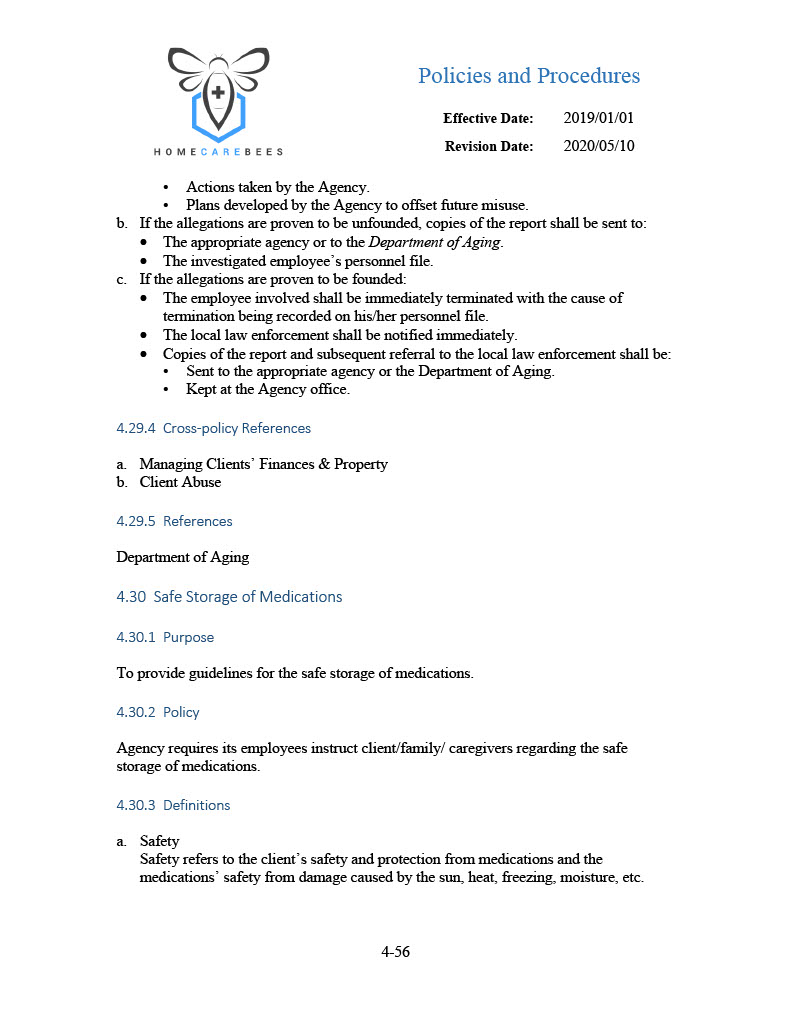 HOMECAREBEES
Policies and Procedures
Effective Date: 2019/01/01
Revision Date: 2020/05/10
• Actions taken by the Agency.
• Plans developed by the Agency to offset future misuse.
b. If the allegations are proven to be unfounded, copies of the report shall be sent to:
• The appropriate agency or to the Department of Aging.
• The investigated employee’s personnel file.
c. If the allegations are proven to be founded:
• The employee involved shall be immediately terminated with the cause of
termination being recorded on his/her personnel file.
• The local law enforcement shall be notified immediately.
• Copies of the report and subsequent referral to the local law enforcement shall be:
• Sent to the appropriate agency or the Department of Aging.
• Kept at the Agency office.
4.29.4 Cross-policy References
a. Managing Clients’ Finances & Property
b. Client Abuse
4.29.5 References
Department of Aging
4.30 Safe Storage of Medications
4.30.1 Purpose
To provide guidelines for the safe storage of medications.
4.30.2 Policy
Agency requires its employees instruct client/family/ caregivers regarding the safe
storage of medications.
4.30.3 Definitions
a. Safety
Safety refers to the client’s safety and protection from medications and the
medications’ safety from damage caused by the sun, heat, freezing, moisture, etc.
4-56